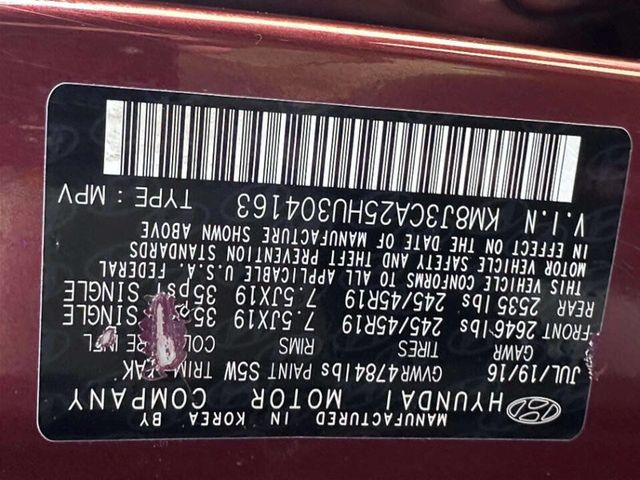 MANUFACTURED IN KOREA BY
HYUNDAI MOTOR COMPANY
JUL/19/16 GVWR4784lbs PAINT S5W TRIM
GAWR TIRES RIMS INFL
FRONT 2646lbs 245/45R19 7.5JX19 35psi SINGLE
REAR 2535lbs 245/45R19 7.5JX19 35psi SINGLE
THIS VEHICLE CONFORMS TO ALL APPLICABLE U.S.A. FEDERAL
MOTOR VEHICLE SAFETY AND THEFT PREVENTION STANDARDS
IN EFFECT ON THE DATE OF MANUFACTURE SHOWN ABOVE
V.I.N KM8J3CA25HU304163 TYPE : MPV